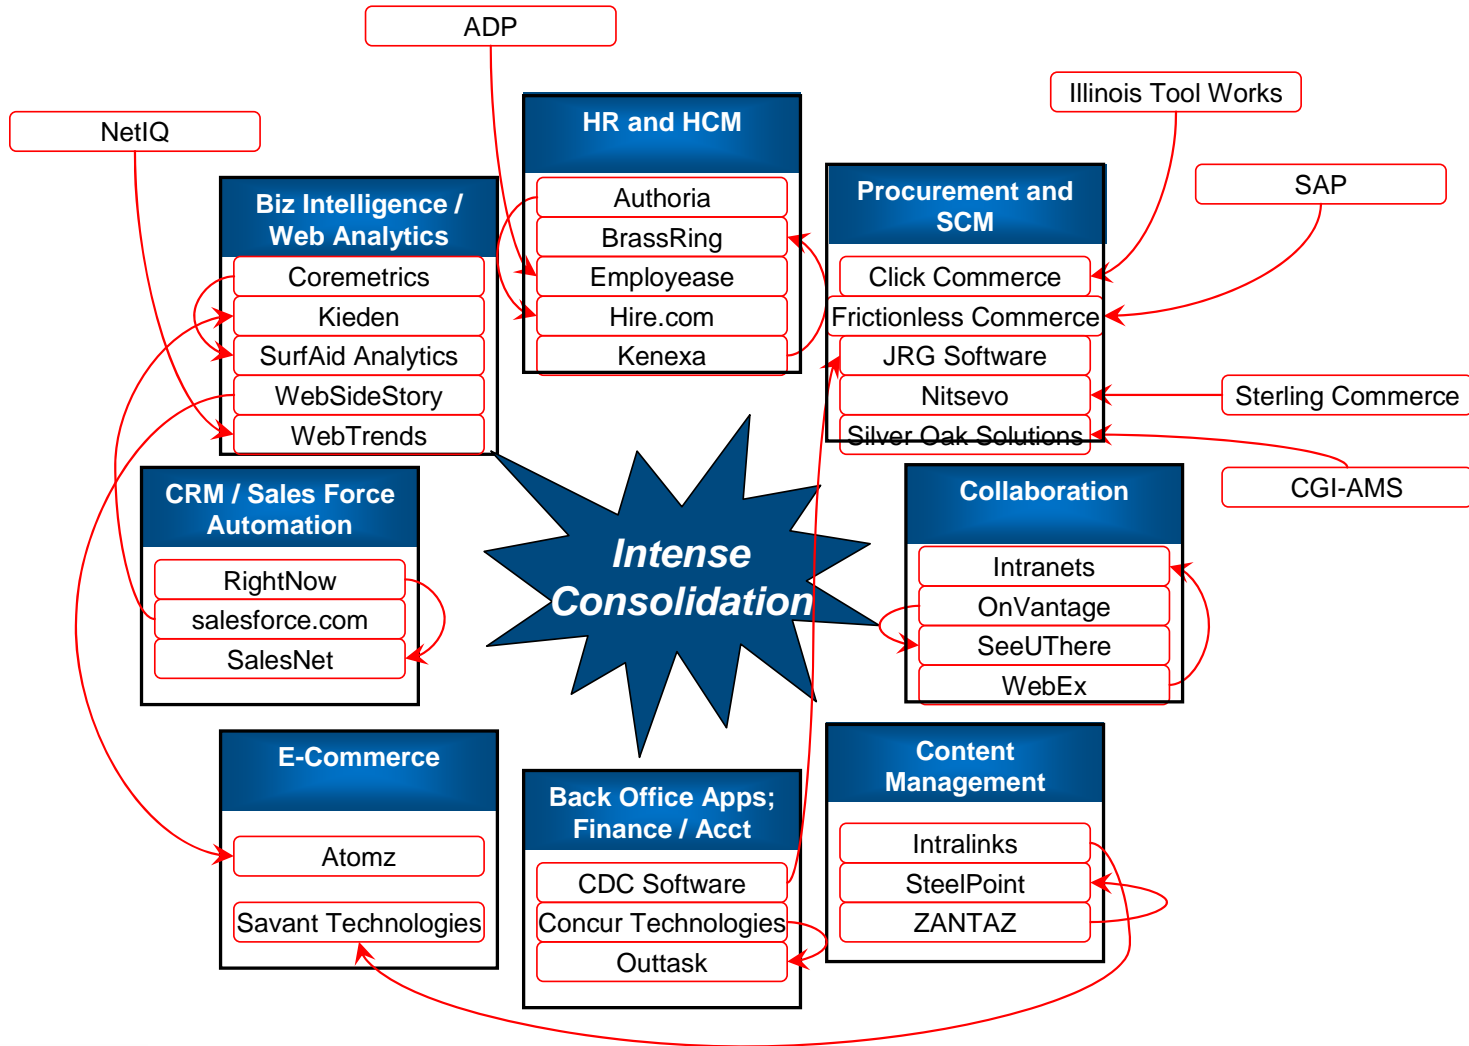 ADP
Illinois Tool Works
NetIQ
HR and HCM
Authoria
BrassRing
Employease
Hire.com
Kenexa
SAP
Procurement and
SCM
Click Commerce
Frictionless Commerce
JRG Software
Nitsevo
Silver Oak Solutions
Biz Intelligence /
Web Analytics
Coremetrics
Kieden
SurfAid Analytics
WebSideStory
WebTrends
Sterling Commerce
CGI-AMS
CRM / Sales Force
Automation
RightNow
salesforce.com
SalesNet
Intense
Consolidation
Collaboration
Intranets
OnVantage
SeeUThere
WebEx
E-Commerce
Atomz
Savant Technologies
Back Office Apps;
Finance / Acct
CDC Software
Concur Technologies
Outtask
Content
Management
Intralinks
SteelPoint
ZANTAZ